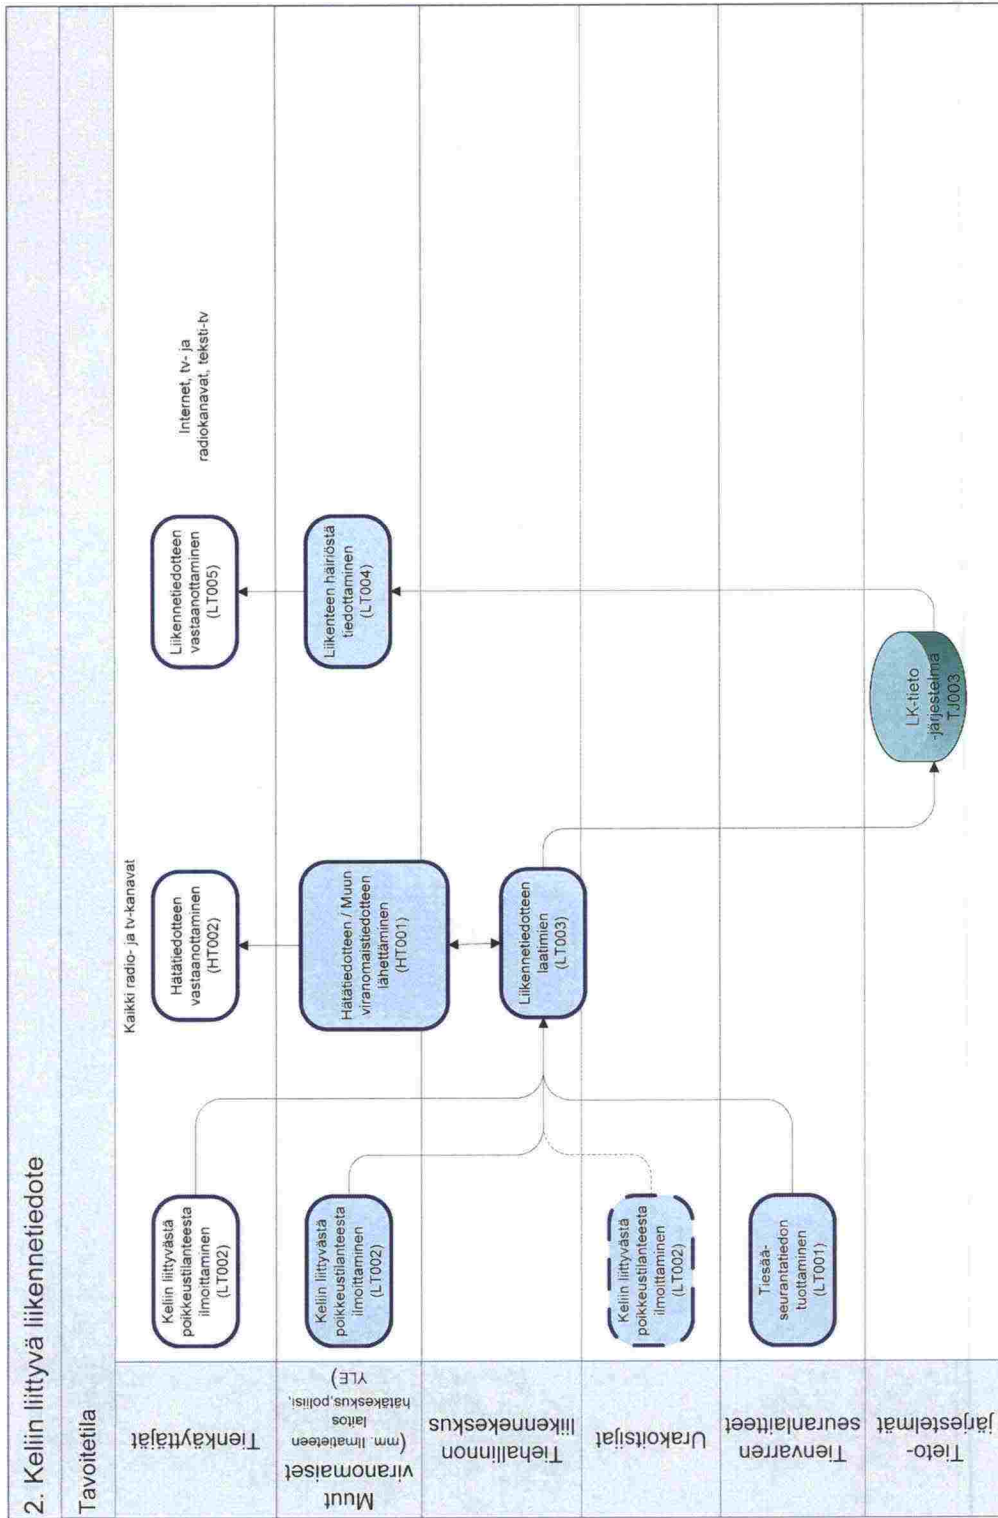 2. Keliin liittyvä liikennetiedote
Tavoitetila
Tienkäyttäjät
Keliin liittyvästä
poikkeustilanteesta
ilmoittaminen
(LT002)
Kaikki radio- ja tv-kanavat
Hätätiedotteen
vastaanottaminen
(HT002)
Liikennetiedotteen
vastaanottaminen
(LT005)
Internet, tv- ja
radiokanavat, teksti-tv
Muut
viranomaiset
(mm. Ilmatieteen
laitos
hätäkeskus,poliisi,
YLE)
Keliin liittyvästä
poikkeustilanteesta
ilmoittaminen
(LT002)
Hätätiedotteen / Muun
viranomaistiedotteen
lähettäminen
(HT001)
Liikenteen häiriöstä
tiedottaminen
(LT004)
Tiehallinnon
liikennekeskus
Liikennetiedotteen
laatimien
(LT003)
Urakoitsijat
Keliin liittyvästä
poikkeustilanteesta
ilmoittaminen
(LT002)
Tienvarren
seuranlaitteet
Tiesää-
seurantatiedon
tuottaminen
(LT001)
Tieto-
järjestelmät
LK-tieto
-järjestelmä
TJ003